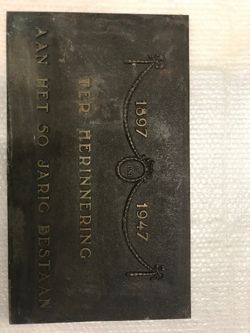 1897 1947
TER HERINNERING
AAN HET 50 JARIG BESTAAN